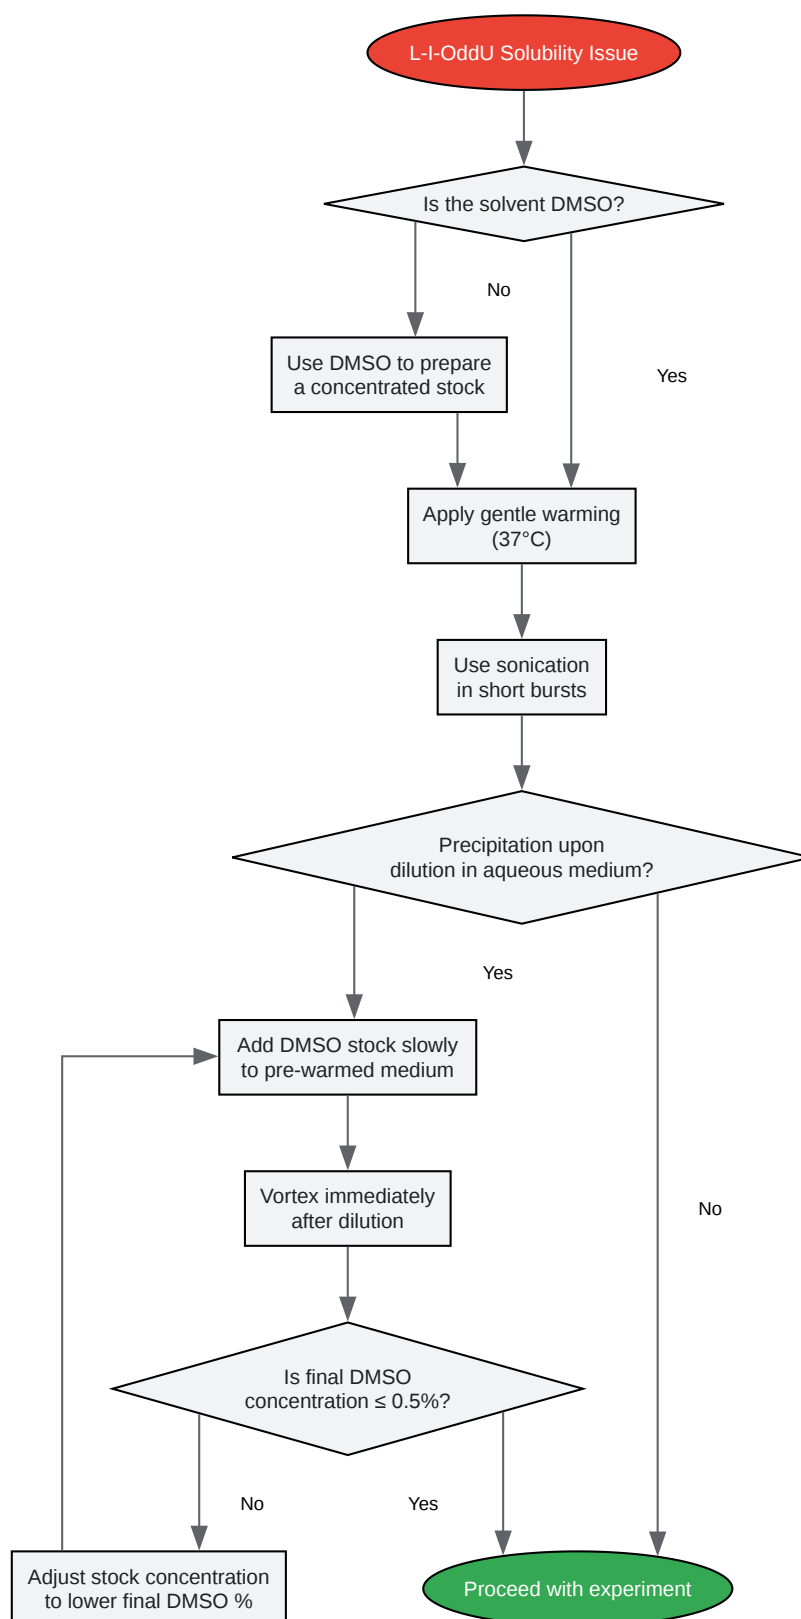 L-I-OddU Solubility Issue
Is the solvent DMSO?
No
Use DMSO to prepare
a concentrated stock
Yes
Apply gentle warming
(37°C)
Use sonication
in short bursts
Precipitation upon
dilution in aqueous medium?
Yes
Add DMSO stock slowly
to pre-warmed medium
Vortex immediately
after dilution
No
Is final DMSO
concentration ≤ 0.5%?
No
Yes
Adjust stock concentration
to lower final DMSO %
Proceed with experiment